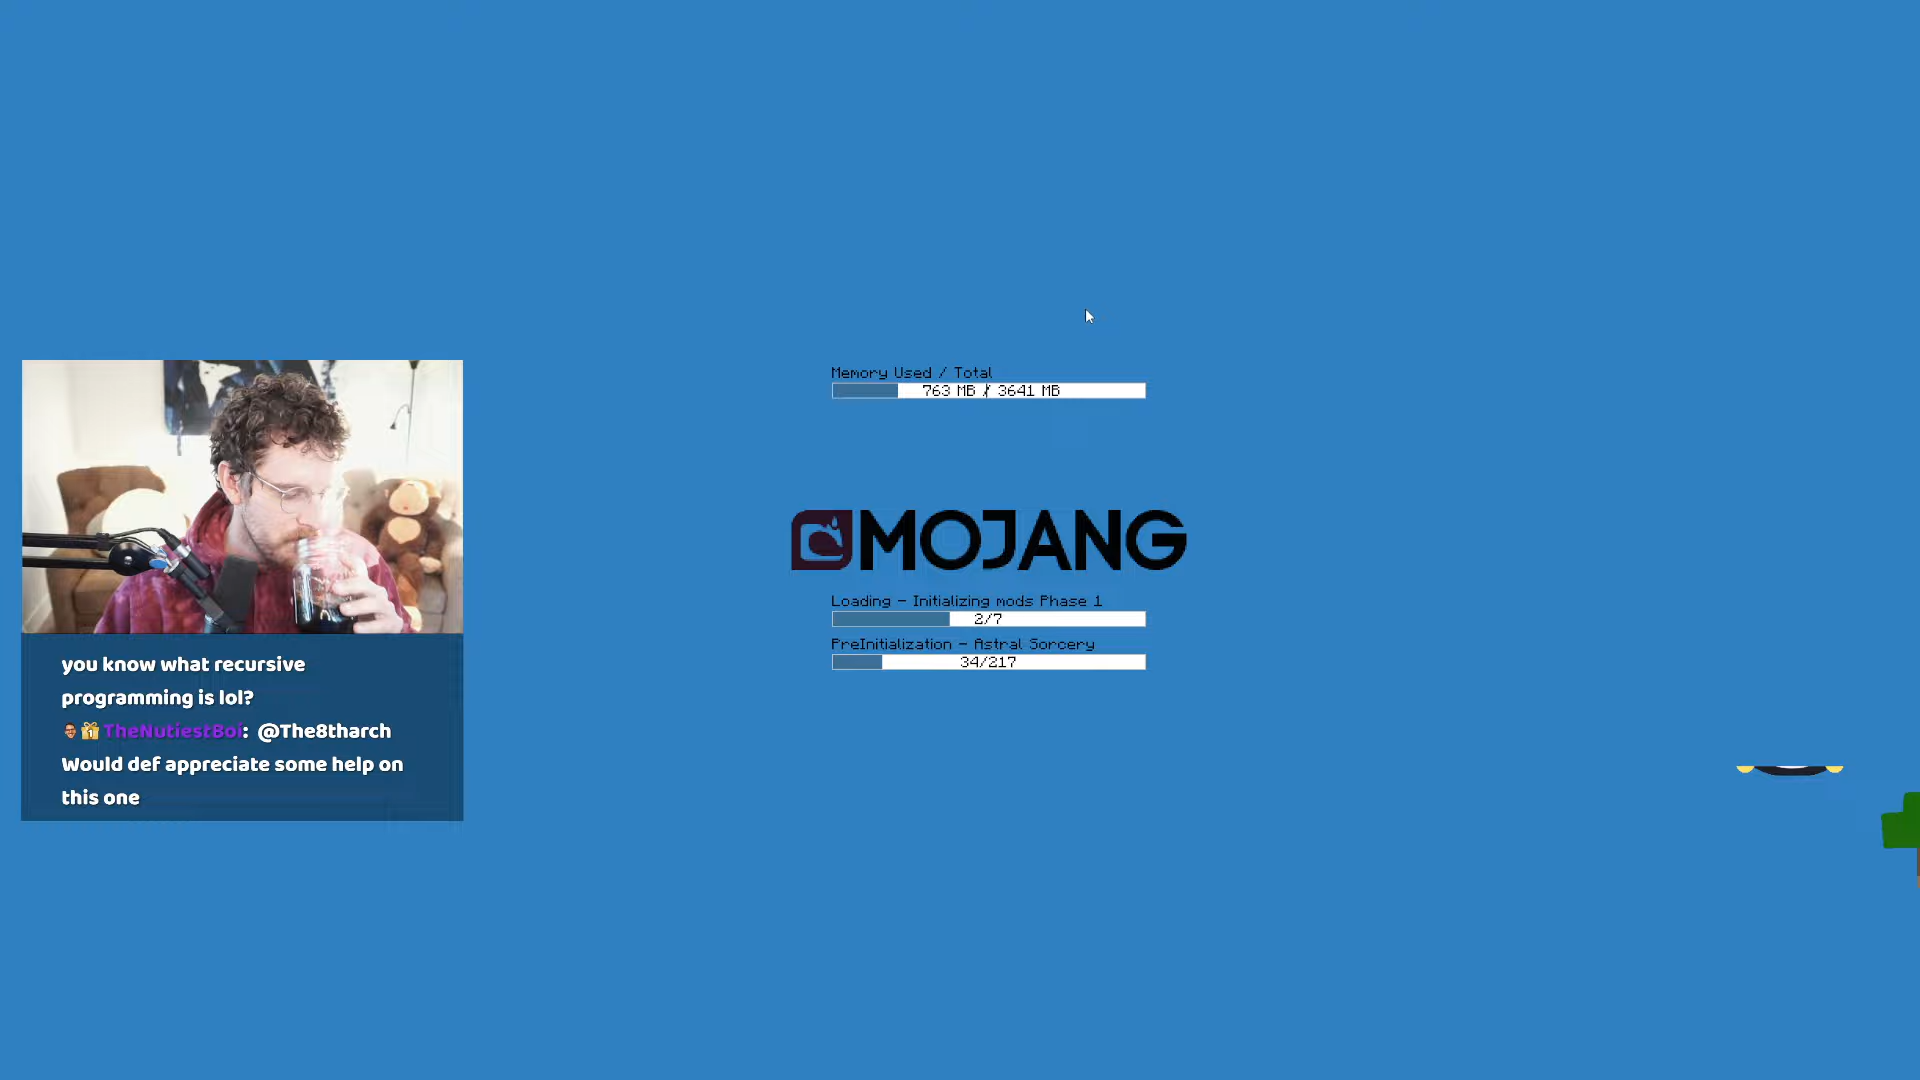 Memory Used / Total
763 MB / 3641 MB
MOJANG
Loading - Initializing mods Phase 1
2/7
PreInitialization - Astral Sorcery
34/217
you know what recursive
programming is lol?
TheNutiestBoi: @The8tharch
Would def appreciate some help on
this one